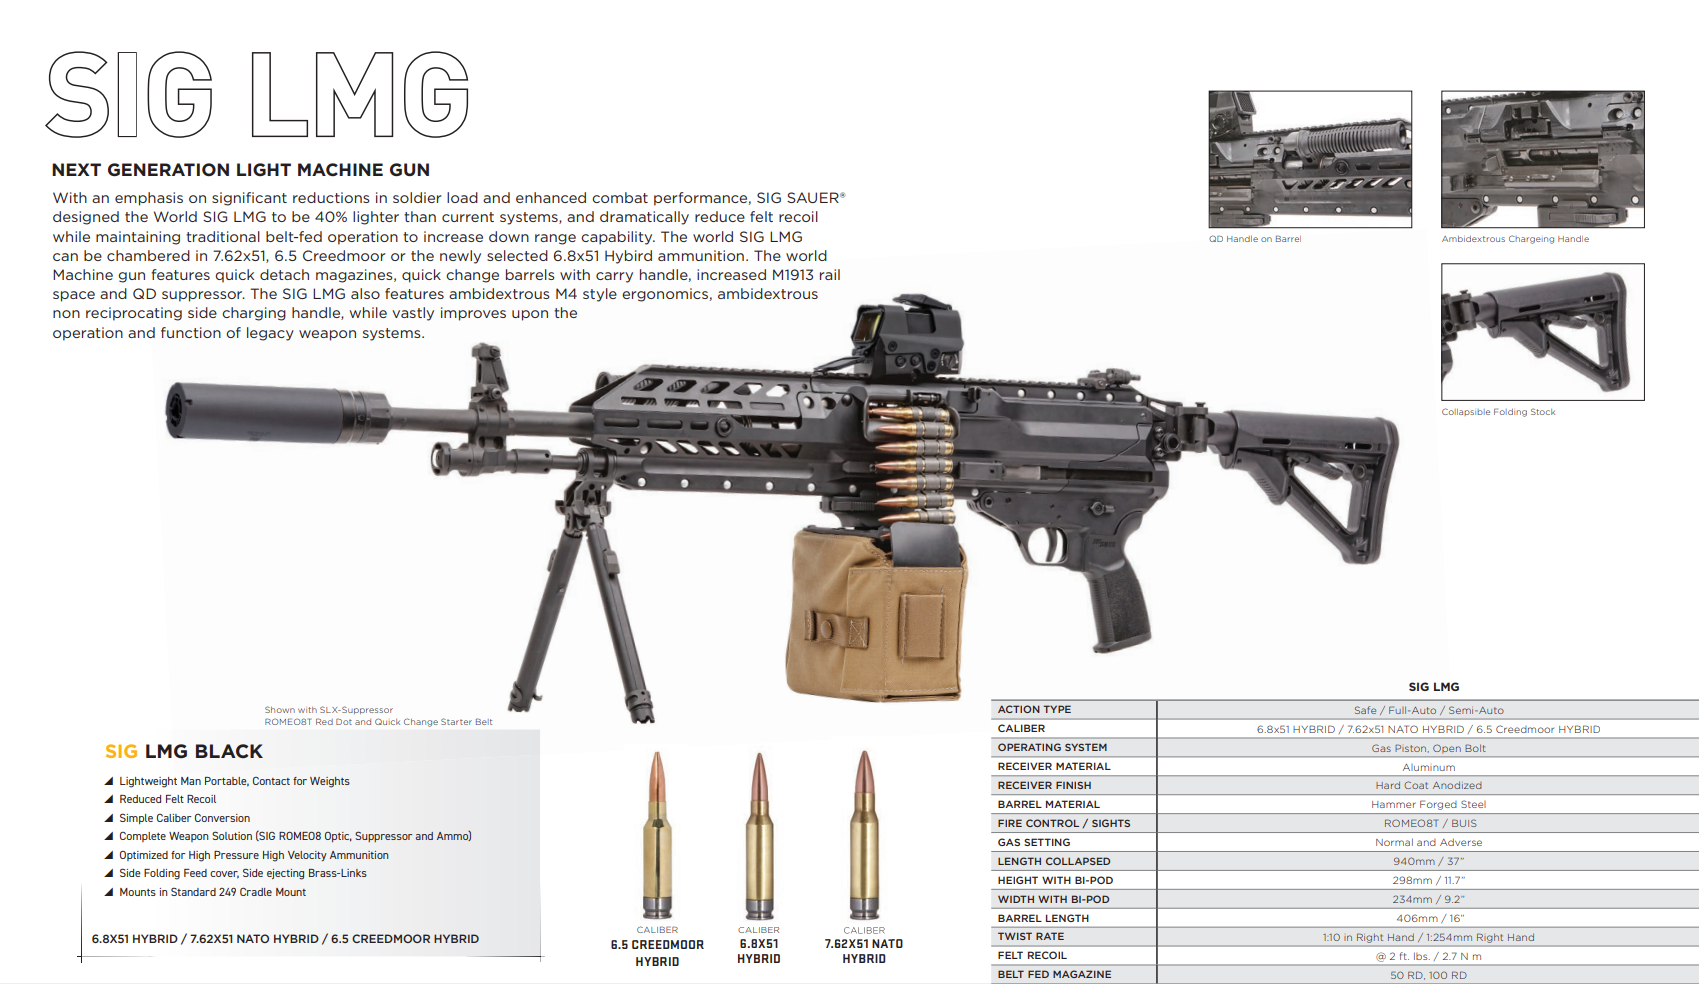 SIG LMG
NEXT GENERATION LIGHT MACHINE GUN
With an emphasis on significant reductions in soldier load and enhanced combat performance, SIG SAUER®
designed the World SIG LMG to be 40% lighter than current systems, and dramatically reduce felt recoil
while maintaining traditional belt-fed operation to increase down range capability. The world SIG LMG
can be chambered in 7.62x51, 6.5 Creedmoor or the newly selected 6.8x51 Hybird ammunition. The world
Machine gun features quick detach magazines, quick change barrels with carry handle, increased M1913 rail
space and QD suppressor. The SIG LMG also features ambidextrous M4 style ergonomics, ambidextrous
non reciprocating side charging handle, while vastly improves upon the
operation and function of legacy weapon systems.
QD Handle on Barrel
Ambidextrous Chargeing Handle
Collapsible Folding Stock
Shown with SLX-Suppressor
ROMEO8T Red Dot and Quick Change Starter Belt
SIG LMG BLACK
Lightweight Man Portable, Contact for Weights
Reduced Felt Recoil
Simple Caliber Conversion
Complete Weapon Solution (SIG ROMEO8 Optic, Suppressor and Ammo)
Optimized for High Pressure High Velocity Ammunition
Side Folding Feed cover, Side ejecting Brass-Links
Mounts in Standard 249 Cradle Mount
6.8X51 HYBRID / 7.62X51 NATO HYBRID / 6.5 CREEDMOOR HYBRID
CALIBER
6.5 CREEDMOOR
HYBRID
CALIBER
6.8X51
HYBRID
CALIBER
7.62X51 NATO
HYBRID
SIG LMG
ACTION TYPE Safe / Full-Auto / Semi-Auto
CALIBER 6.8x51 HYBRID / 7.62x51 NATO HYBRID / 6.5 Creedmoor HYBRID
OPERATING SYSTEM Gas Piston, Open Bolt
RECEIVER MATERIAL Aluminum
RECEIVER FINISH Hard Coat Anodized
BARREL MATERIAL Hammer Forged Steel
FIRE CONTROL / SIGHTS ROMEO8T / BUIS
GAS SETTING Normal and Adverse
LENGTH COLLAPSED 940mm / 37"
HEIGHT WITH BI-POD 298mm / 11.7"
WIDTH WITH BI-POD 234mm / 9.2"
BARREL LENGTH 406mm / 16"
TWIST RATE 1:10 in Right Hand / 1:254mm Right Hand
FELT RECOIL @ 2 ft. lbs. / 2.7 N m
BELT FED MAGAZINE 50 RD, 100 RD